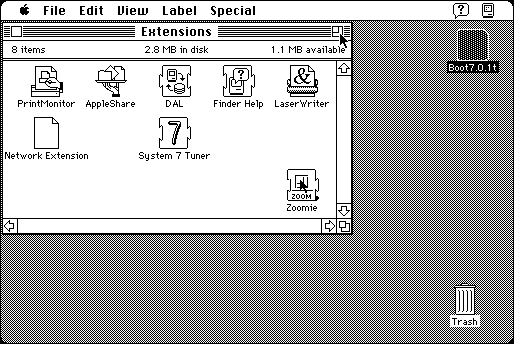 File Edit View Label Special
Extensions
8 items 2.8 MB in disk 1.1 MB available
PrintMonitor AppleShare DAL Finder Help LaserWriter
Network Extension System 7 Tuner
ZOOM
Zoomie
Boot7.0.1f
Trash